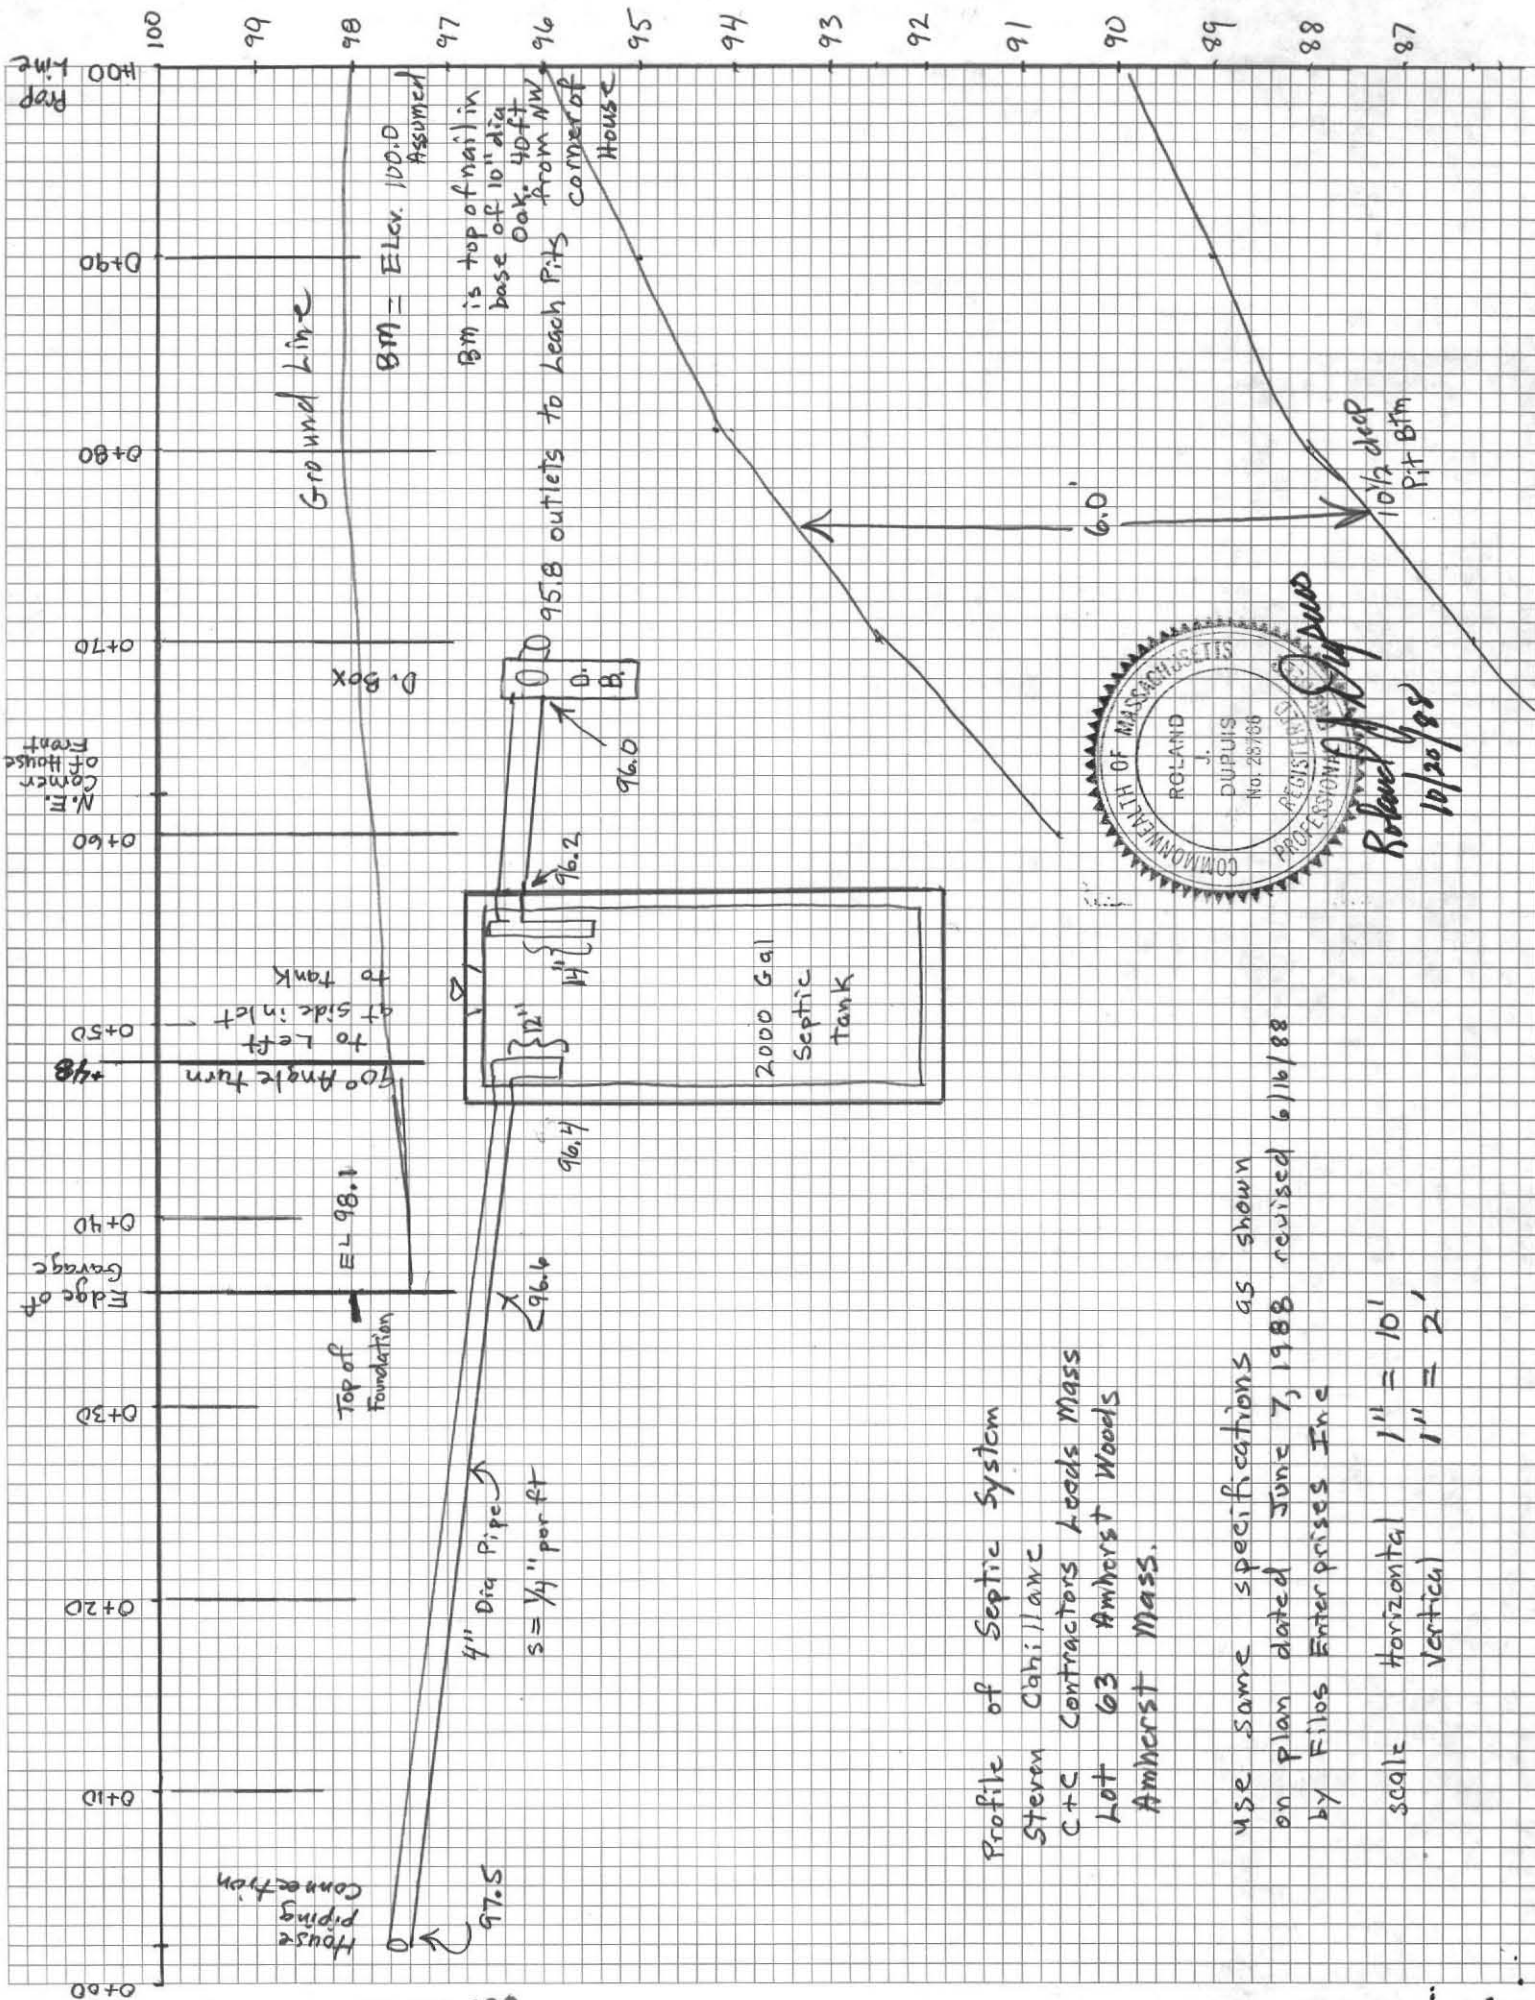 Prop
Line
1+00
0+90
0+80
0+70
D. Box
N.E.
Corner
of House
Front
0+60
0+50
+48
90° Angle turn
to Left
at side inlet
to tank
0+40
Edge of
Garage
0+30
0+20
0+10
House
piping
Connection
0+00
100
99
98
97
96
95
94
93
92
91
90
89
88
87
Ground Line
BM = Elev. 100.0
Assumed
BM is top of nail in
base of 10" dia
Oak. 40ft
from NW
corner of
House
95.8 outlets to Leach Pits
D.
B.
96.0
96.2
14"
12"
2000 Gal
Septic
tank
96.4
96.6
EL 98.1
Top of
Foundation
4" Dia Pipe
S = 1/4" per ft
97.5
6.0'
10 1/2 deep
Pit Btm
COMMONWEALTH OF MASSACHUSETTS
ROLAND
J.
DUPUIS
No. 28706
REGISTERED
PROFESSIONAL ENGINEER
Roland J Dupuis
10/20/88
Profile of Septic System
Steven Cahillane
C+C Contractors Leeds Mass
Lot 63 Amherst Woods
Amherst Mass.
use same specifications as shown
on plan dated June 7, 1988 revised 6/16/88
by Filos Enterprises Inc
scale Horizontal 1" = 10'
Vertical 1" = 2'